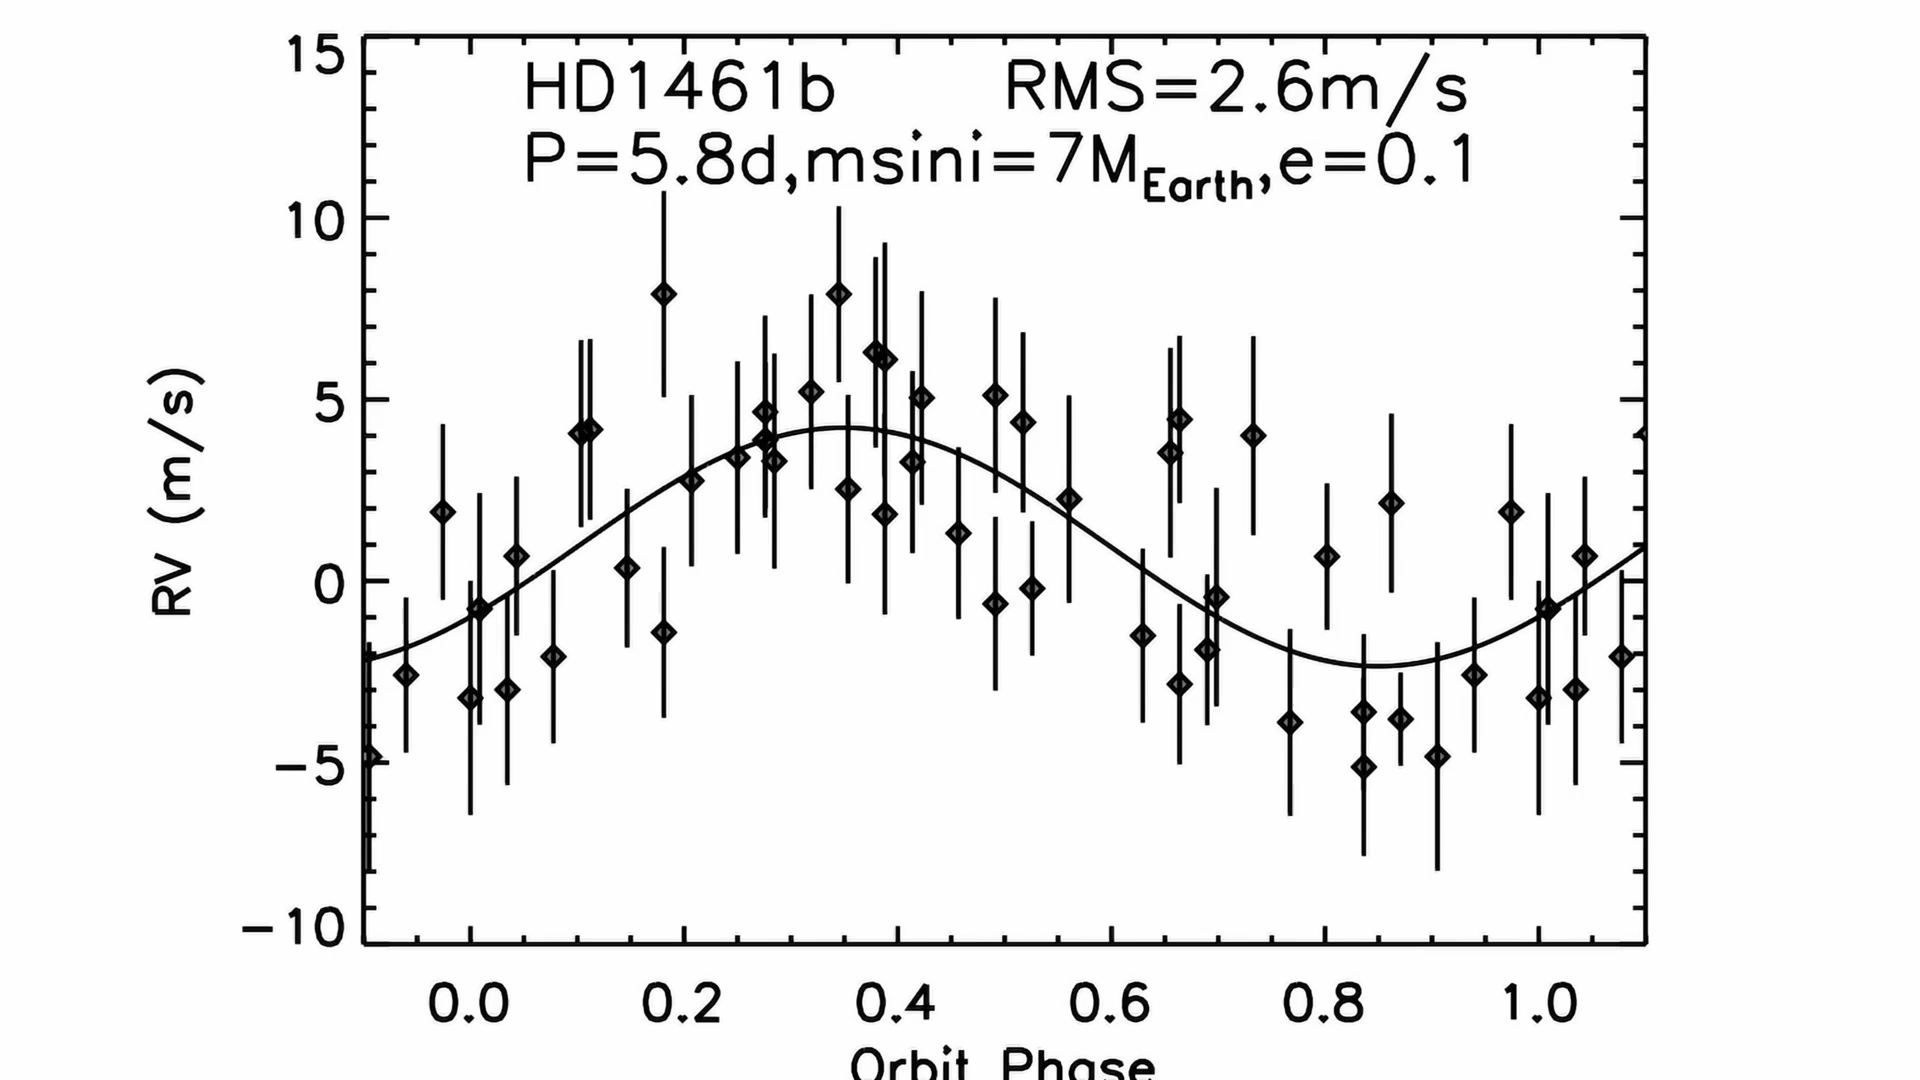 HD1461b RMS=2.6m/s
P=5.8d,msini=7M_Earth,e=0.1
15
10
5
0
−5
−10
RV (m/s)
0.0 0.2 0.4 0.6 0.8 1.0
Orbit Phase